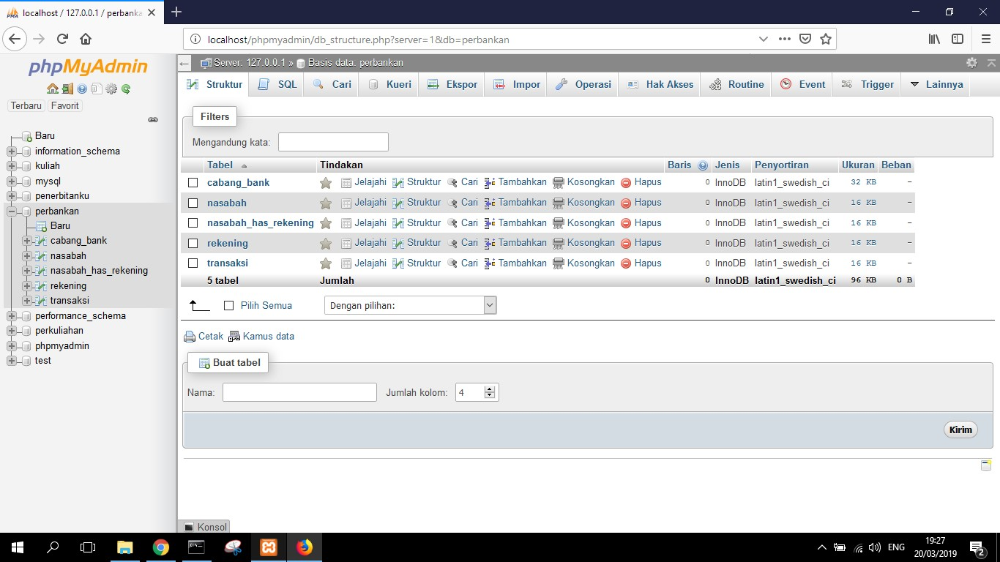 localhost / 127.0.0.1 / perbanka
localhost/phpmyadmin/db_structure.php?server=1&db=perbankan
phpMyAdmin
Terbaru Favorit
Baru
information_schema
kuliah
mysql
penerbitanku
perbankan
Baru
cabang_bank
nasabah
nasabah_has_rekening
rekening
transaksi
performance_schema
perkuliahan
phpmyadmin
test
Server: 127.0.0.1 » Basis data: perbankan
Struktur SQL Cari Kueri Ekspor Impor Operasi Hak Akses Routine Event Trigger Lainnya
Filters
Mengandung kata:
Tabel Tindakan Baris Jenis Penyortiran Ukuran Beban
cabang_bank Jelajahi Struktur Cari Tambahkan Kosongkan Hapus 0 InnoDB latin1_swedish_ci 32 KB -
nasabah Jelajahi Struktur Cari Tambahkan Kosongkan Hapus 0 InnoDB latin1_swedish_ci 16 KB -
nasabah_has_rekening Jelajahi Struktur Cari Tambahkan Kosongkan Hapus 0 InnoDB latin1_swedish_ci 16 KB -
rekening Jelajahi Struktur Cari Tambahkan Kosongkan Hapus 0 InnoDB latin1_swedish_ci 16 KB -
transaksi Jelajahi Struktur Cari Tambahkan Kosongkan Hapus 0 InnoDB latin1_swedish_ci 16 KB -
5 tabel Jumlah 0 InnoDB latin1_swedish_ci 96 KB 0 B
Pilih Semua Dengan pilihan:
Cetak Kamus data
Buat tabel
Nama: Jumlah kolom: 4
Kirim
Konsol
ENG
19:27
20/03/2019
2